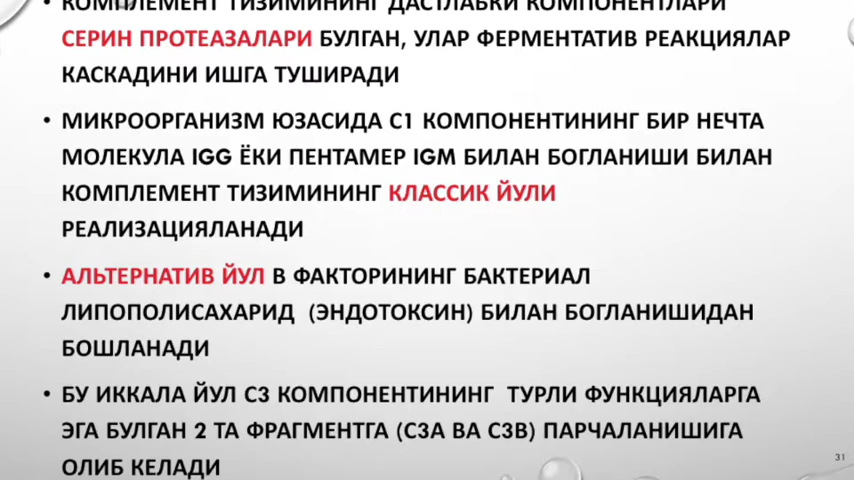 • КОМПЛЕМЕНТ ТИЗИМИНИНГ ДАСТЛАБКИ КОМПОНЕНТЛАРИ
СЕРИН ПРОТЕАЗАЛАРИ БУЛГАН, УЛАР ФЕРМЕНТАТИВ РЕАКЦИЯЛАР
КАСКАДИНИ ИШГА ТУШИРАДИ
• МИКРООРГАНИЗМ ЮЗАСИДА С1 КОМПОНЕНТИНИНГ БИР НЕЧТА
МОЛЕКУЛА IGG ЁКИ ПЕНТАМЕР IGM БИЛАН БОГЛАНИШИ БИЛАН
КОМПЛЕМЕНТ ТИЗИМИНИНГ КЛАССИК ЙУЛИ
РЕАЛИЗАЦИЯЛАНАДИ
• АЛЬТЕРНАТИВ ЙУЛ В ФАКТОРИНИНГ БАКТЕРИАЛ
ЛИПОПОЛИСАХАРИД (ЭНДОТОКСИН) БИЛАН БОГЛАНИШИДАН
БОШЛАНАДИ
• БУ ИККАЛА ЙУЛ С3 КОМПОНЕНТИНИНГ ТУРЛИ ФУНКЦИЯЛАРГА
ЭГА БУЛГАН 2 ТА ФРАГМЕНТГА (С3А ВА С3В) ПАРЧАЛАНИШИГА
ОЛИБ КЕЛАДИ
31